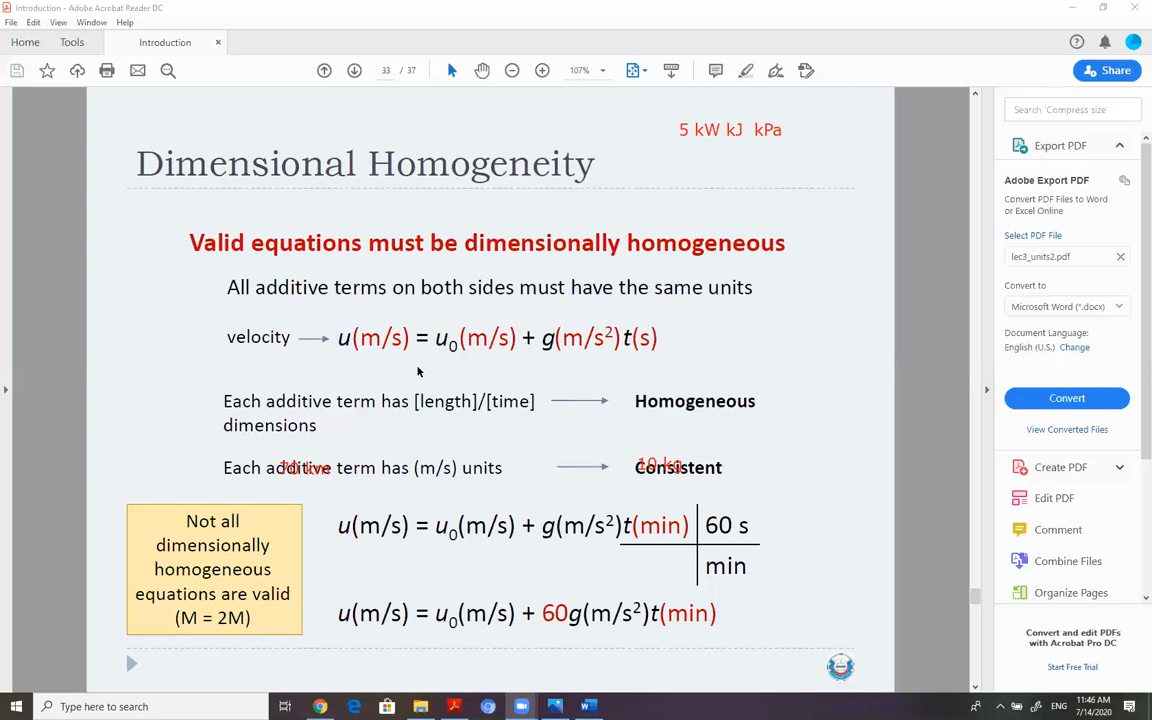 Introduction - Adobe Acrobat Reader DC
File Edit View Window Help
Home Tools Introduction ×
33 / 37 107% Share
5 kW kJ kPa
Dimensional Homogeneity
Valid equations must be dimensionally homogeneous
All additive terms on both sides must have the same units
velocity u(m/s) = u₀(m/s) + g(m/s²)t(s)
Each additive term has [length]/[time] Homogeneous
dimensions
Each additive term has (m/s) units Consistent
70 km 10 kg
u(m/s) = u₀(m/s) + g(m/s²)t(min) 60 s
min
u(m/s) = u₀(m/s) + 60g(m/s²)t(min)
Not all
dimensionally
homogeneous
equations are valid
(M = 2M)
Search 'Compress size'
Export PDF
Adobe Export PDF
Convert PDF Files to Word
or Excel Online
Select PDF File
lec3_units2.pdf ×
Convert to
Microsoft Word (*.docx)
Document Language:
English (U.S.) Change
Convert
View Converted Files
Create PDF
Edit PDF
Comment
Combine Files
Organize Pages
Convert and edit PDFs
with Acrobat Pro DC
Start Free Trial
Type here to search
ENG
11:46 AM
7/14/2020